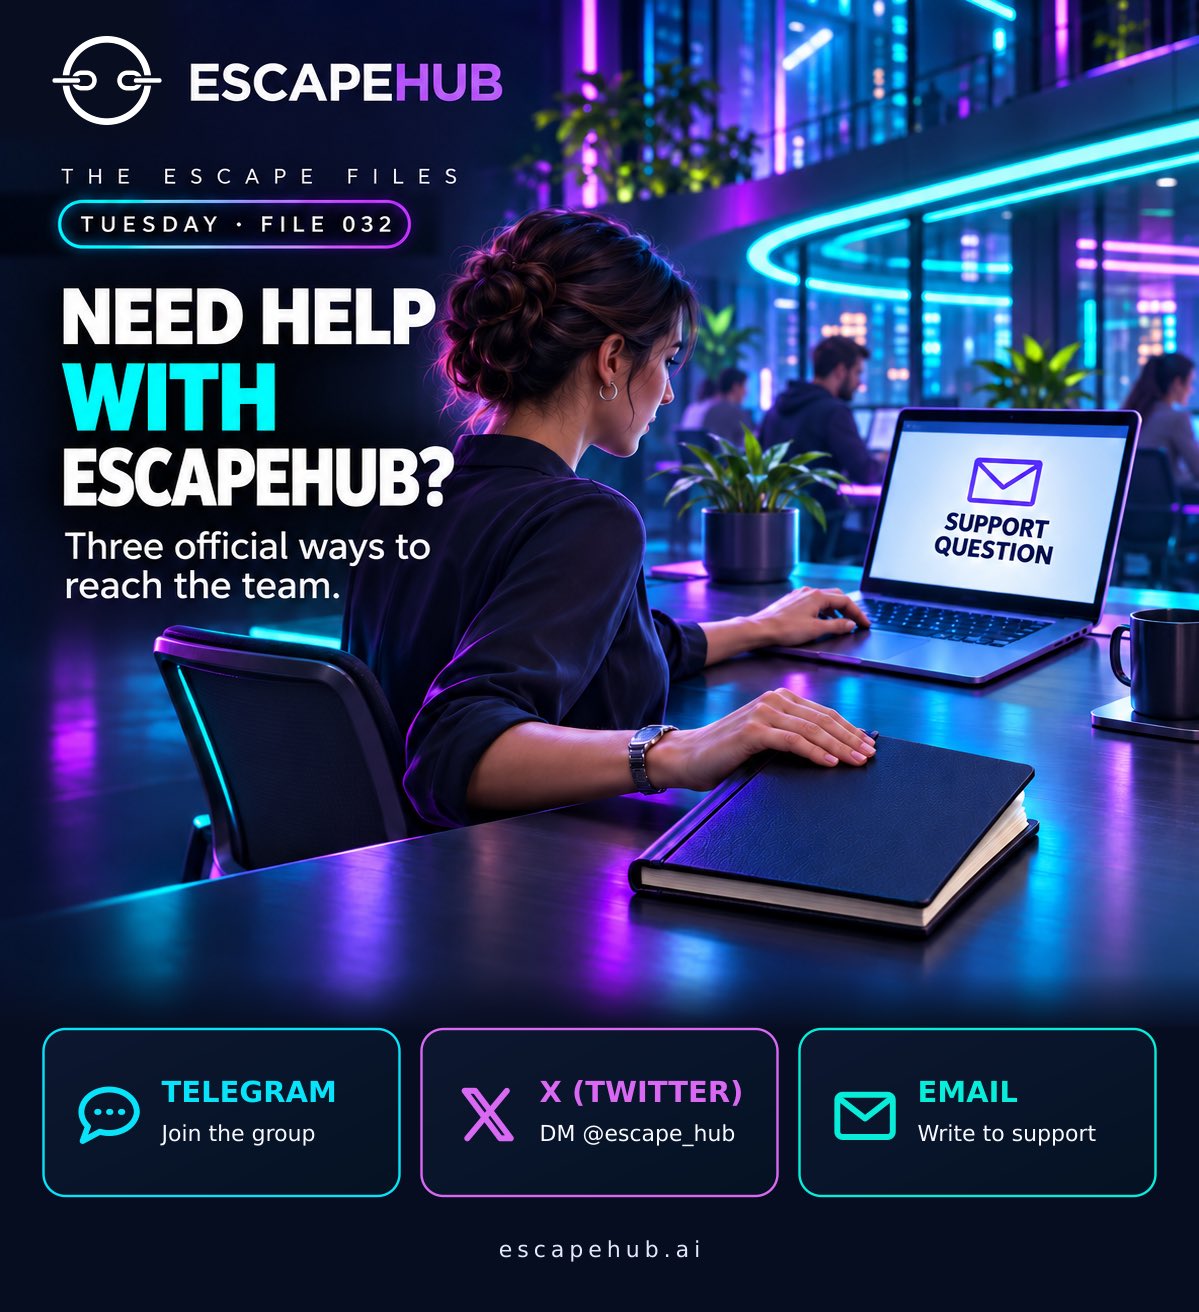 ESCAPEHUB
THE ESCAPE FILES
TUESDAY · FILE 032
NEED HELP
WITH
ESCAPEHUB?
Three official ways to
reach the team.
SUPPORT
QUESTION
TELEGRAM
Join the group
X (TWITTER)
DM @escape_hub
EMAIL
Write to support
escapehub.ai